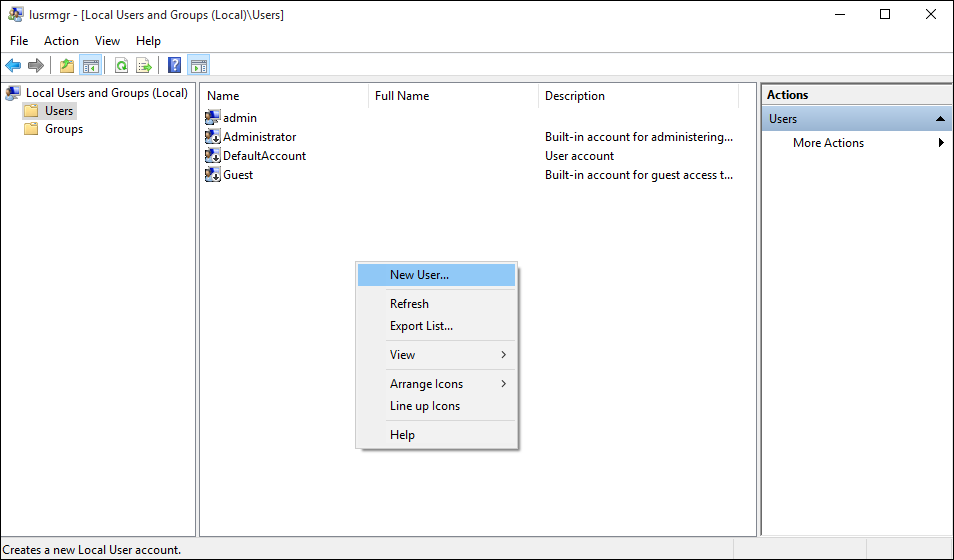 lusrmgr - [Local Users and Groups (Local)\Users]
File Action View Help
Local Users and Groups (Local)
Users
Groups
Name Full Name Description
admin
Administrator Built-in account for administering...
DefaultAccount User account
Guest Built-in account for guest access t...
New User...
Refresh
Export List...
View
Arrange Icons
Line up Icons
Help
Actions
Users
More Actions
Creates a new Local User account.